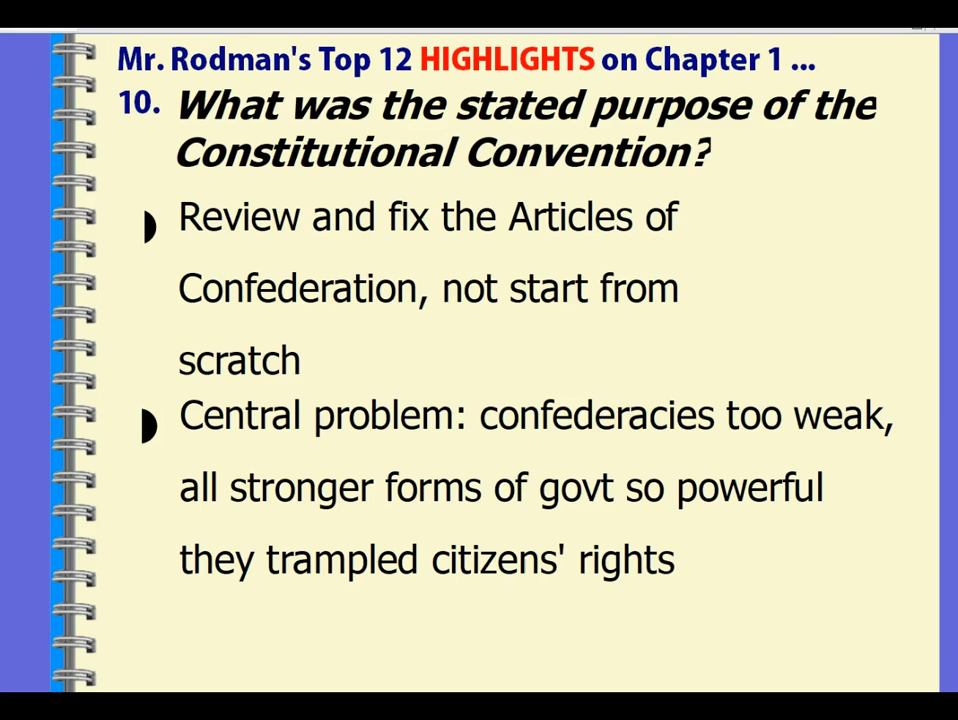 Mr. Rodman's Top 12 HIGHLIGHTS on Chapter 1 ...
10. What was the stated purpose of the
Constitutional Convention?
Review and fix the Articles of
Confederation, not start from
scratch
Central problem: confederacies too weak,
all stronger forms of govt so powerful
they trampled citizens' rights